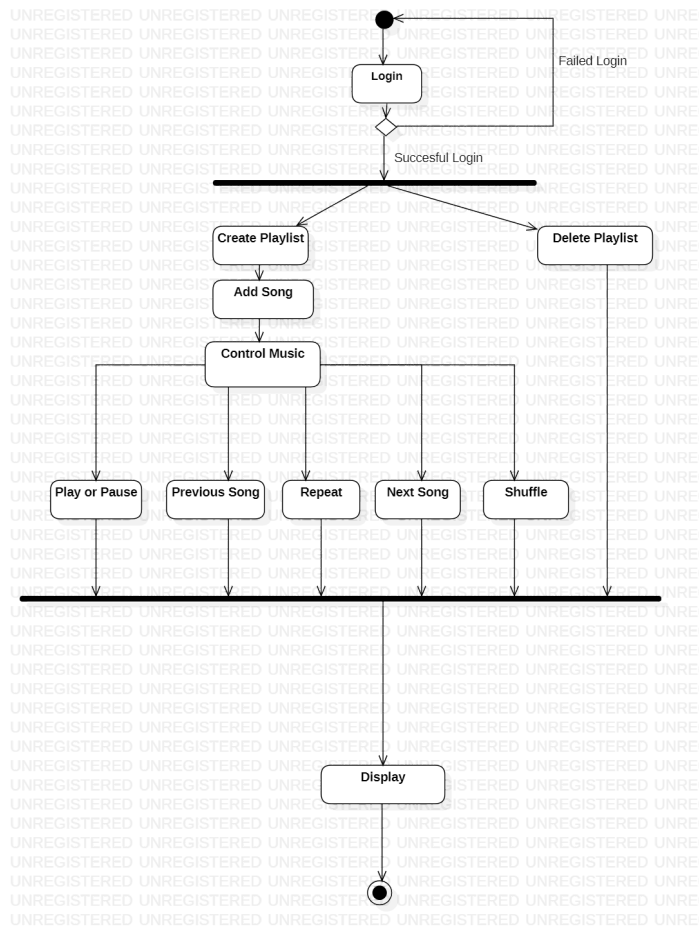 Login
Failed Login
Succesful Login
Create Playlist
Delete Playlist
Add Song
Control Music
Play or Pause
Previous Song
Repeat
Next Song
Shuffle
Display
UNREGISTERED